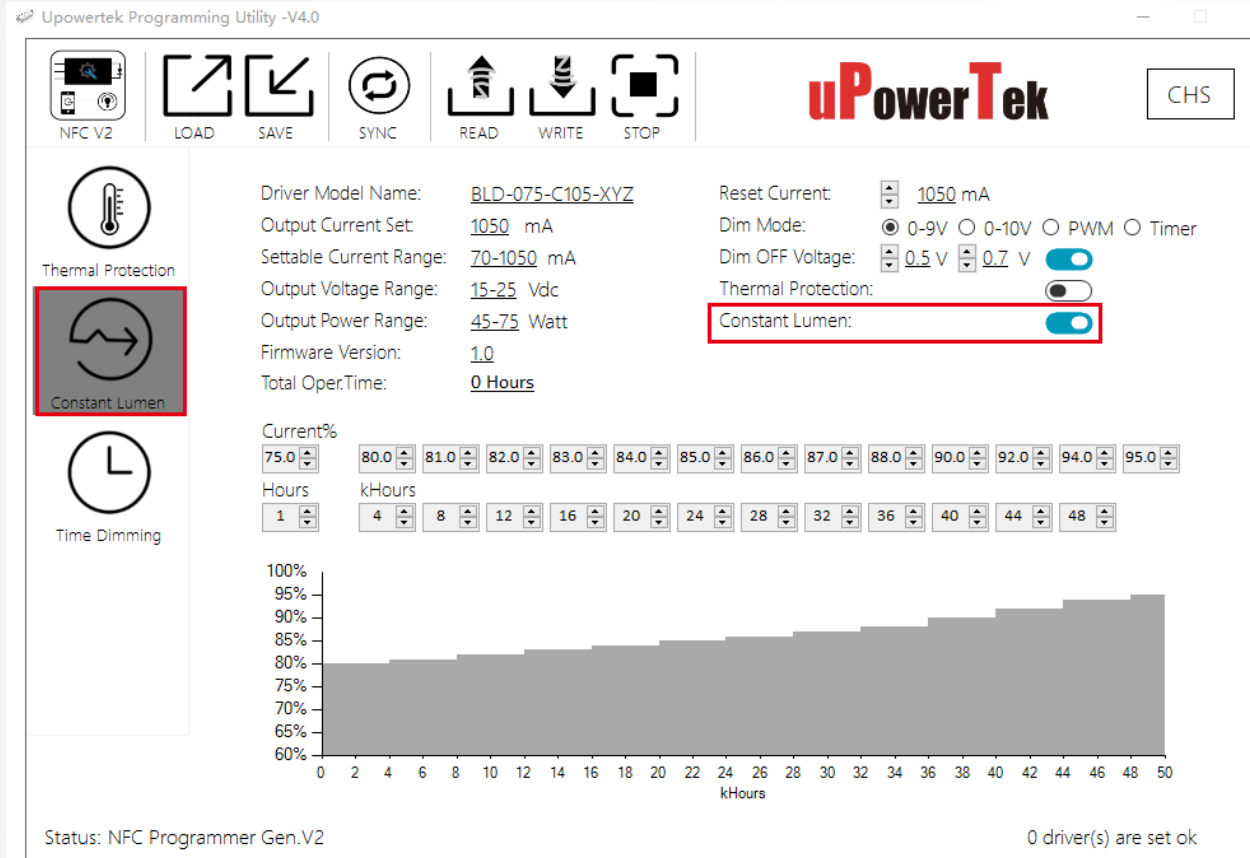 Upowertek Programming Utility -V4.0
NFC V2 LOAD SAVE SYNC READ WRITE STOP
uPowerTek
CHS
Thermal Protection
Constant Lumen
Time Dimming
Driver Model Name: BLD-075-C105-XYZ
Output Current Set: 1050 mA
Settable Current Range: 70-1050 mA
Output Voltage Range: 15-25 Vdc
Output Power Range: 45-75 Watt
Firmware Version: 1.0
Total Oper.Time: 0 Hours
Reset Current: 1050 mA
Dim Mode: 0-9V 0-10V PWM Timer
Dim OFF Voltage: 0.5 V 0.7 V
Thermal Protection:
Constant Lumen:
Current%
75.0 80.0 81.0 82.0 83.0 84.0 85.0 86.0 87.0 88.0 90.0 92.0 94.0 95.0
Hours kHours
1 4 8 12 16 20 24 28 32 36 40 44 48
100%
95%
90%
85%
80%
75%
70%
65%
60%
0 2 4 6 8 10 12 14 16 18 20 22 24 26 28 30 32 34 36 38 40 42 44 46 48 50
kHours
Status: NFC Programmer Gen.V2
0 driver(s) are set ok